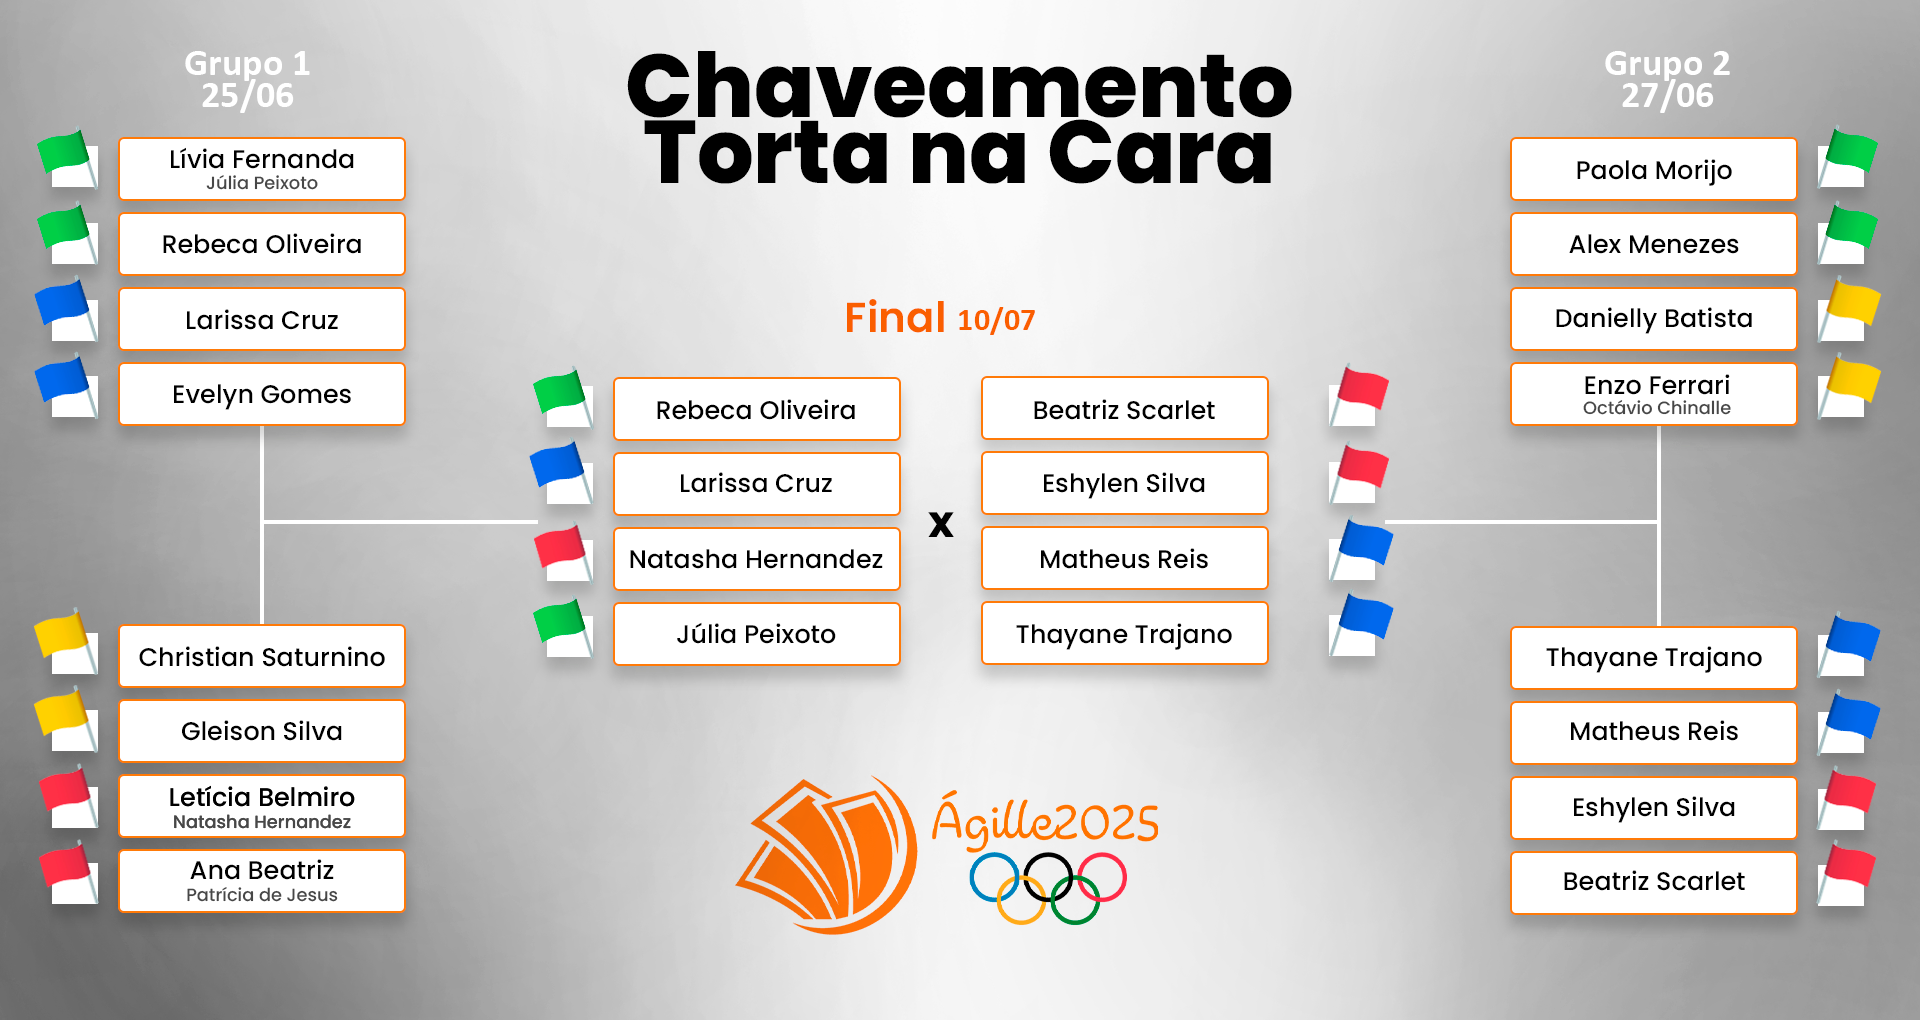 Grupo 1
25/06
Lívia Fernanda
Júlia Peixoto
Rebeca Oliveira
Larissa Cruz
Evelyn Gomes
Christian Saturnino
Gleison Silva
Letícia Belmiro
Natasha Hernandez
Ana Beatriz
Patrícia de Jesus
Chaveamento
Torta na Cara
Final 10/07
Rebeca Oliveira
Larissa Cruz
Natasha Hernandez
Júlia Peixoto
x
Beatriz Scarlet
Eshylen Silva
Matheus Reis
Thayane Trajano
Ágille2025
Grupo 2
27/06
Paola Morijo
Alex Menezes
Danielly Batista
Enzo Ferrari
Octávio Chinalle
Thayane Trajano
Matheus Reis
Eshylen Silva
Beatriz Scarlet